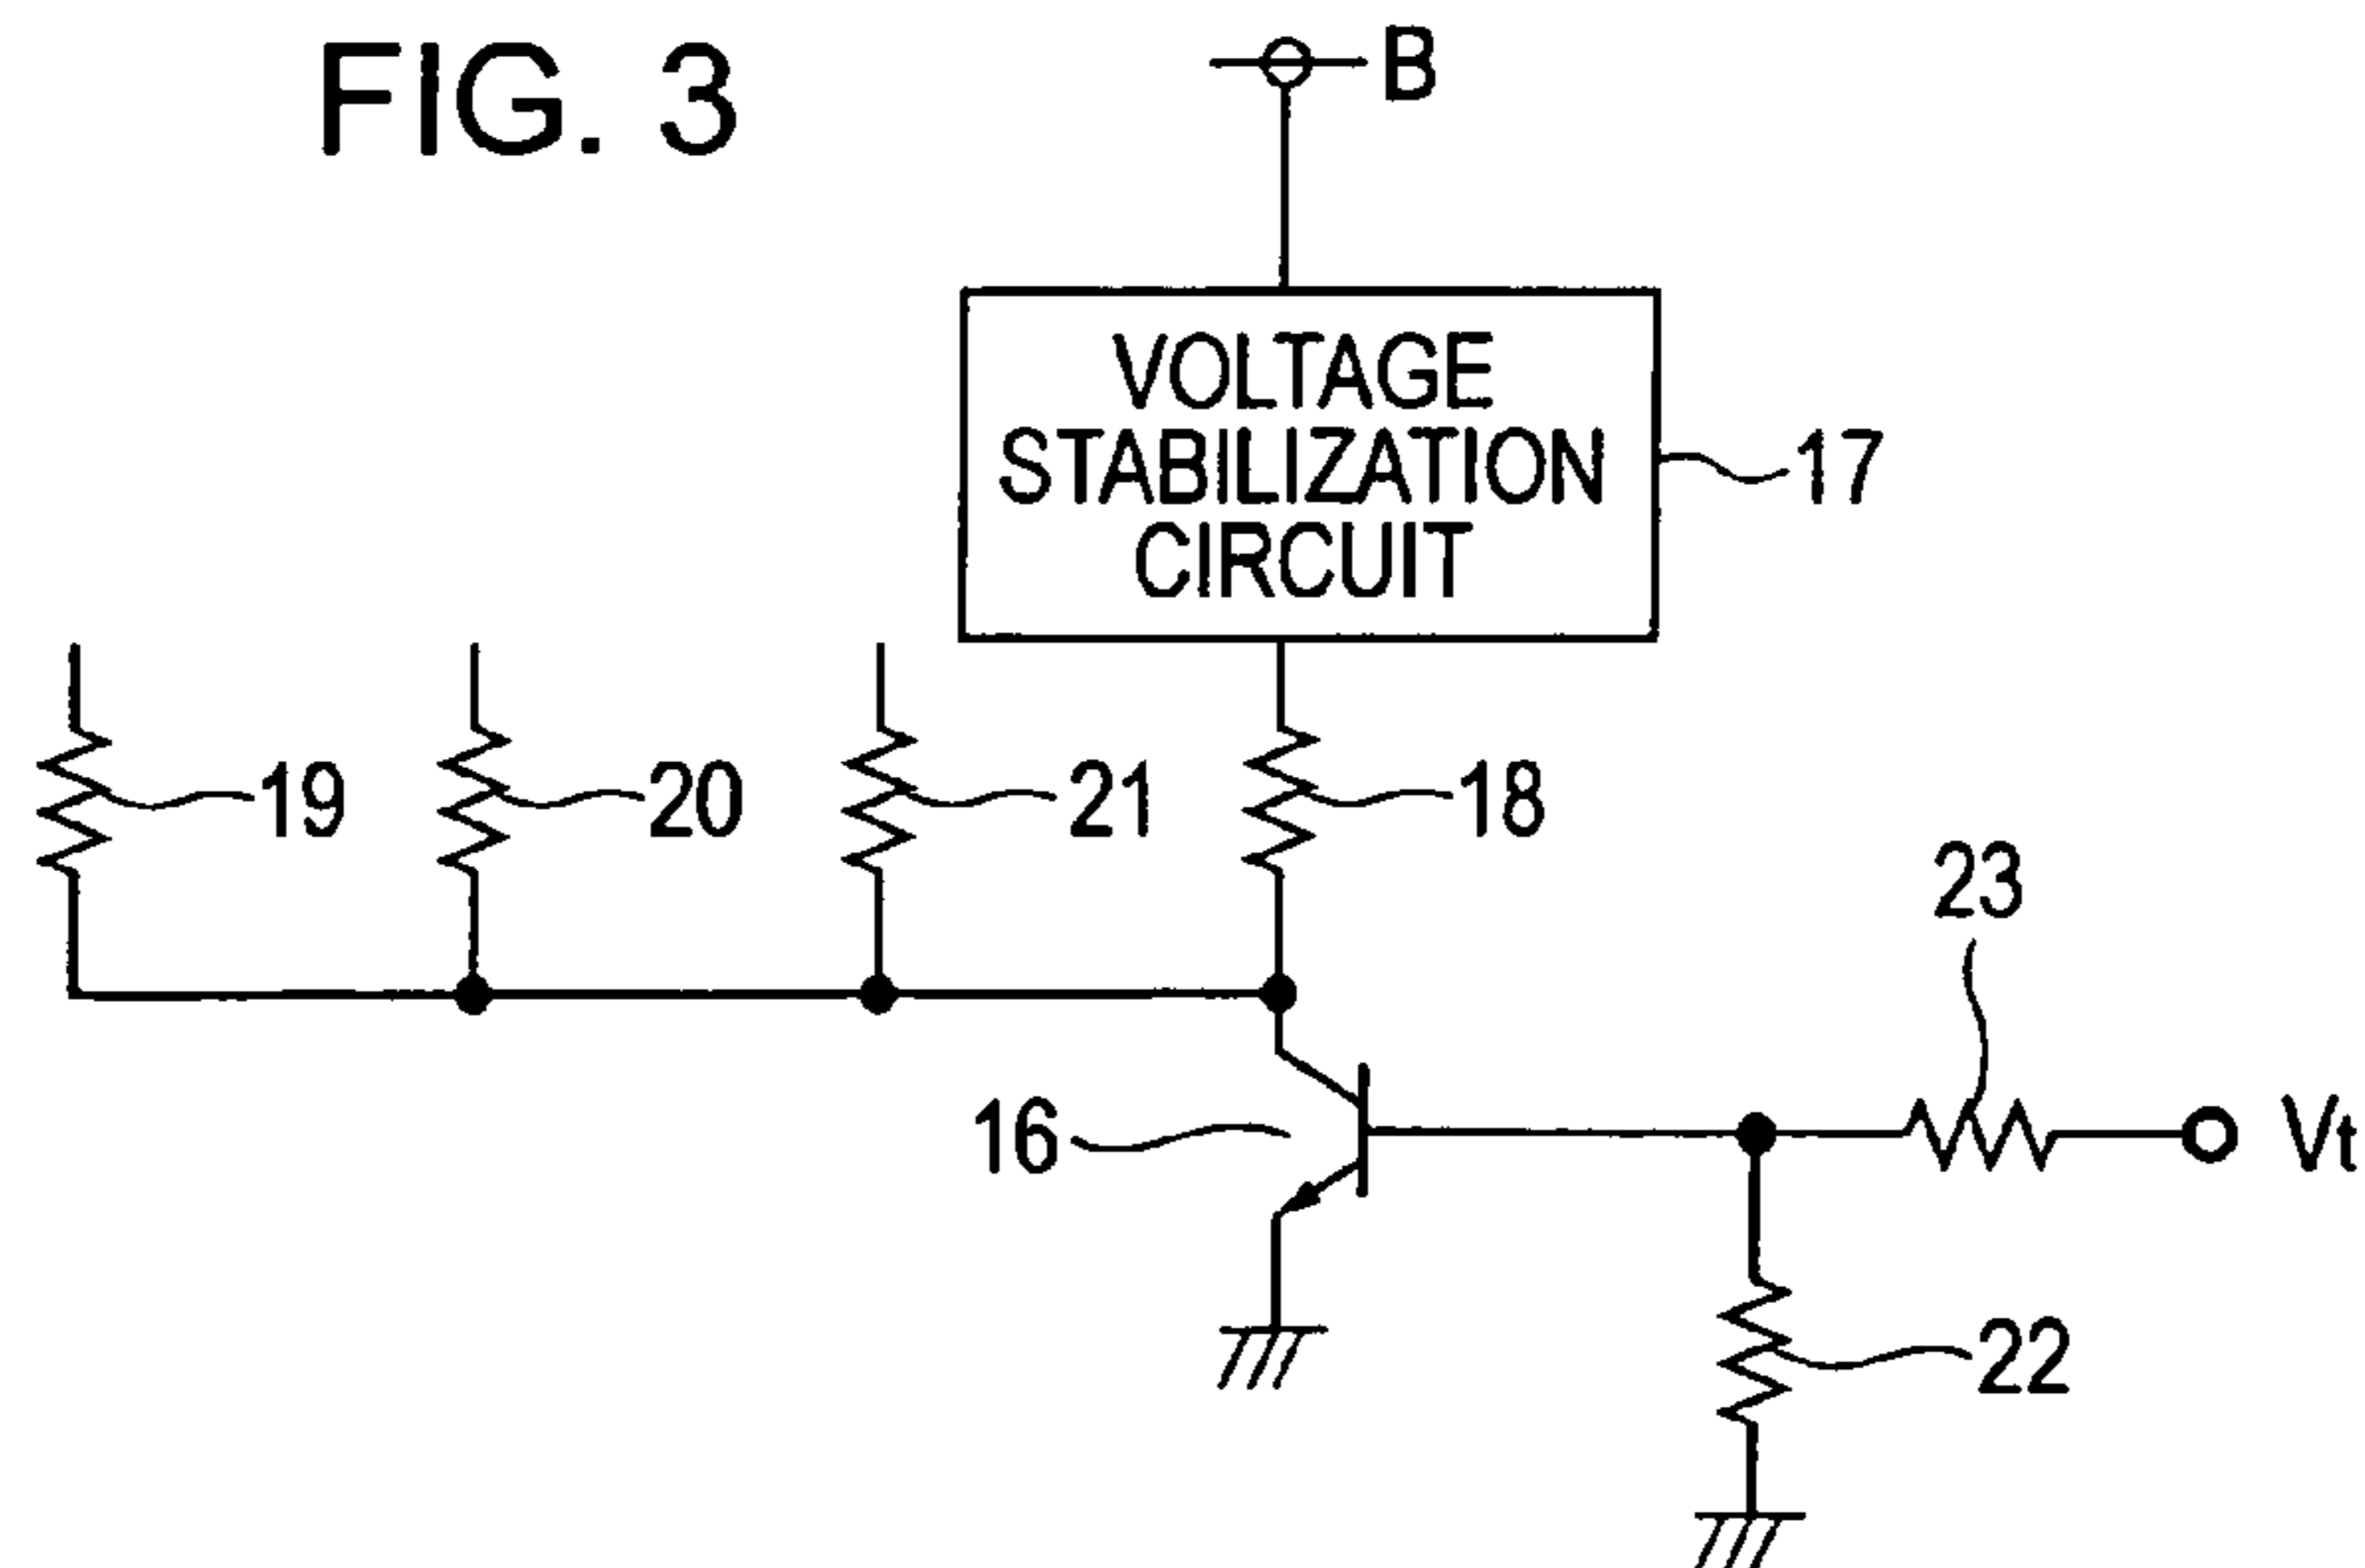 FIG. 3
B
VOLTAGE
STABILIZATION
CIRCUIT
17
19
20
21
18
23
16
Vt
22